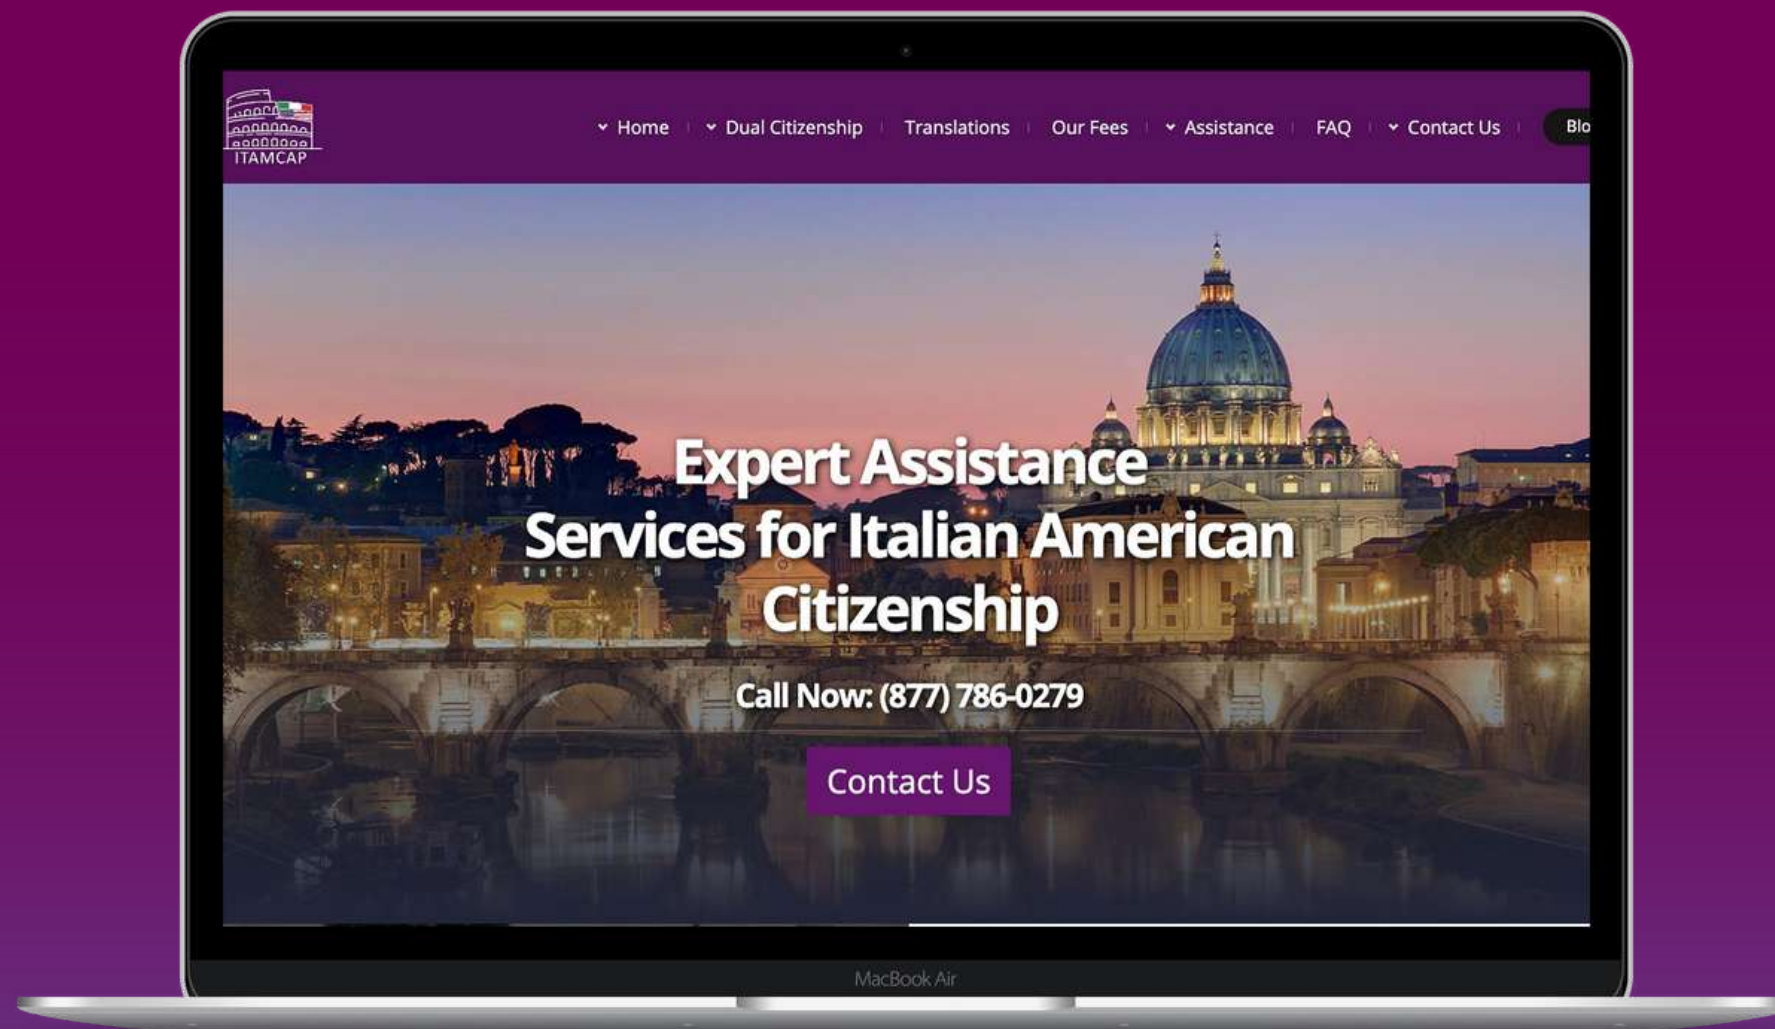 ITAMCAP
Home
Dual Citizenship
Translations
Our Fees
Assistance
FAQ
Contact Us
Blo
Expert Assistance
Services for Italian American
Citizenship
Call Now: (877) 786-0279
Contact Us
MacBook Air